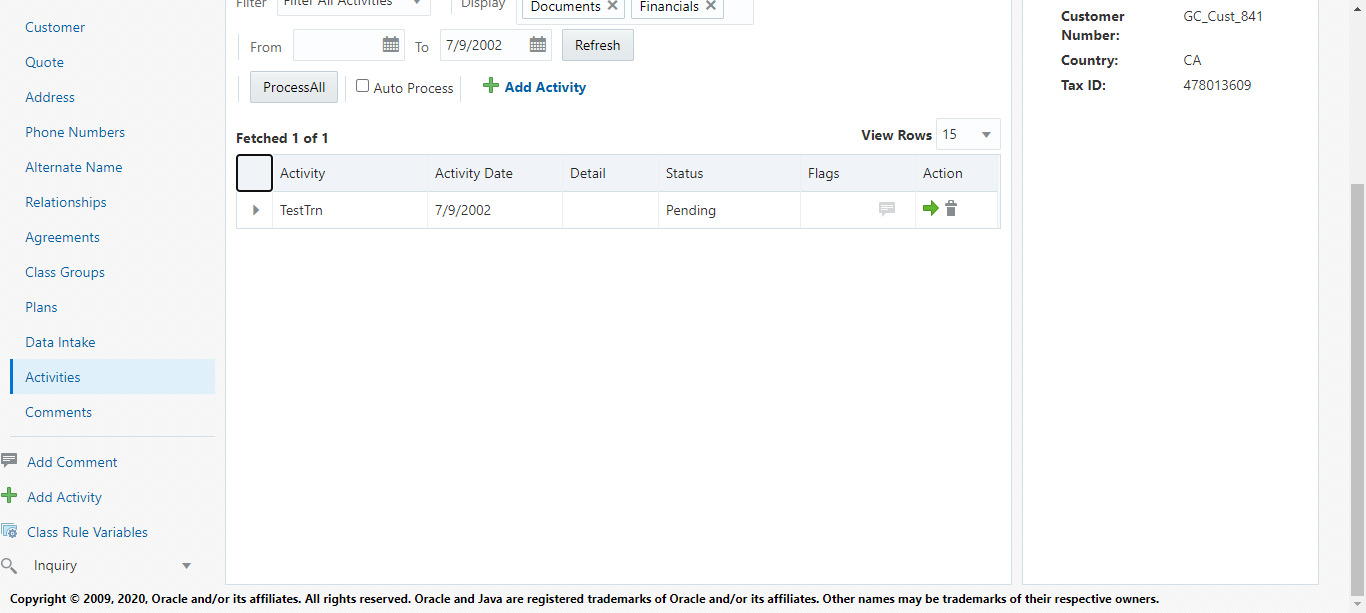 Customer
Quote
Address
Phone Numbers
Alternate Name
Relationships
Agreements
Class Groups
Plans
Data Intake
Activities
Comments
Add Comment
Add Activity
Class Rule Variables
Inquiry
Filter Filter All Activities Display Documents Financials
From To 7/9/2002 Refresh
ProcessAll Auto Process Add Activity
Fetched 1 of 1 View Rows 15
Activity Activity Date Detail Status Flags Action
TestTrn 7/9/2002 Pending
Customer Number: GC_Cust_841
Country: CA
Tax ID: 478013609
Copyright © 2009, 2020, Oracle and/or its affiliates. All rights reserved. Oracle and Java are registered trademarks of Oracle and/or its affiliates. Other names may be trademarks of their respective owners.